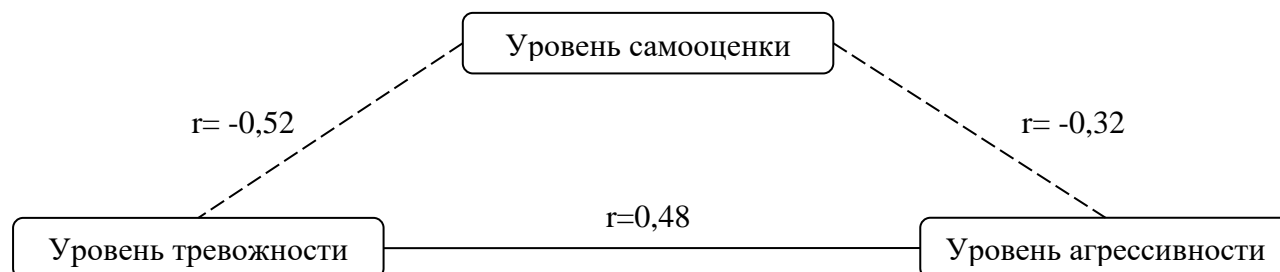 Уровень самооценки
r= -0,52
r= -0,32
r=0,48
Уровень тревожности
Уровень агрессивности